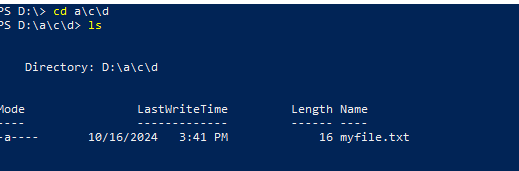 PS D:\> cd a\c\d
PS D:\a\c\d> ls
Directory: D:\a\c\d
Mode LastWriteTime Length Name
---- ------------- ------ ----
-a---- 10/16/2024 3:41 PM 16 myfile.txt